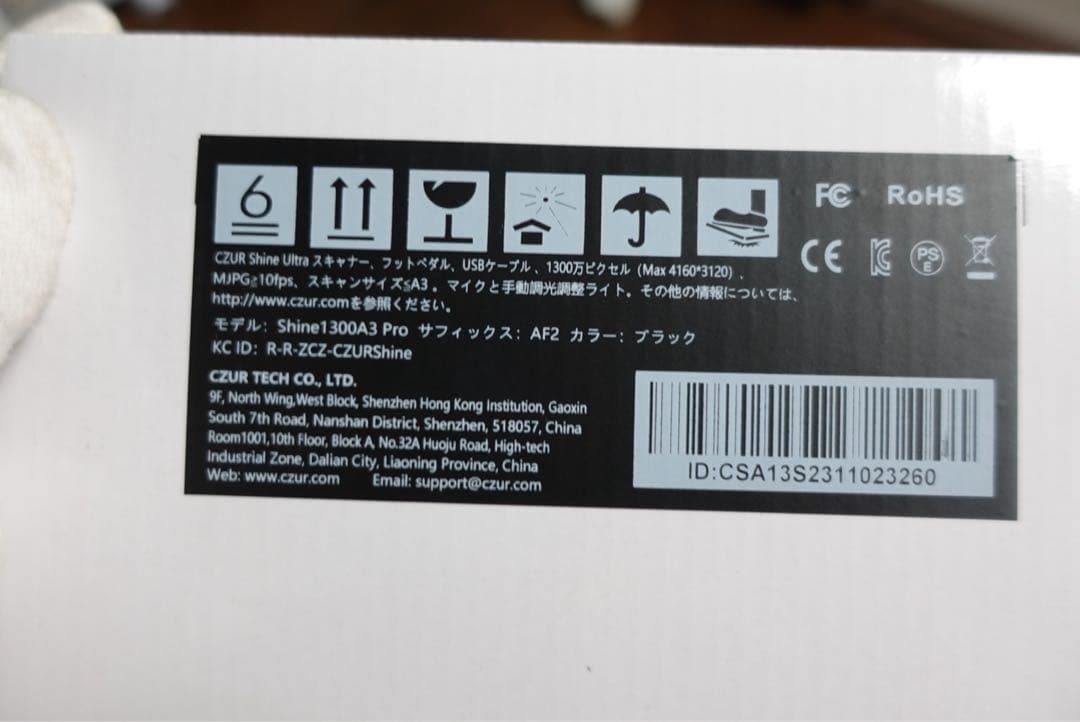 6
FC RoHS
CE PS E
CZUR Shine Ultra スキャナー、フットペダル、USBケーブル、1300万ピクセル（Max 4160*3120）、
MJPG≧10fps、スキャンサイズ≦A3 。マイクと手動調光調整ライト。その他の情報については、
http://www.czur.comを参照ください。
モデル：Shine1300A3 Pro サフィックス：AF2 カラー：ブラック
KC ID：R-R-ZCZ-CZURShine
CZUR TECH CO., LTD.
9F, North Wing,West Block, Shenzhen Hong Kong Institution, Gaoxin
South 7th Road, Nanshan District, Shenzhen, 518057, China
Room1001,10th Floor, Block A, No.32A Huoju Road, High-tech
Industrial Zone, Dalian City, Liaoning Province, China
Web: www.czur.com Email: support@czur.com
ID:CSA13S2311023260